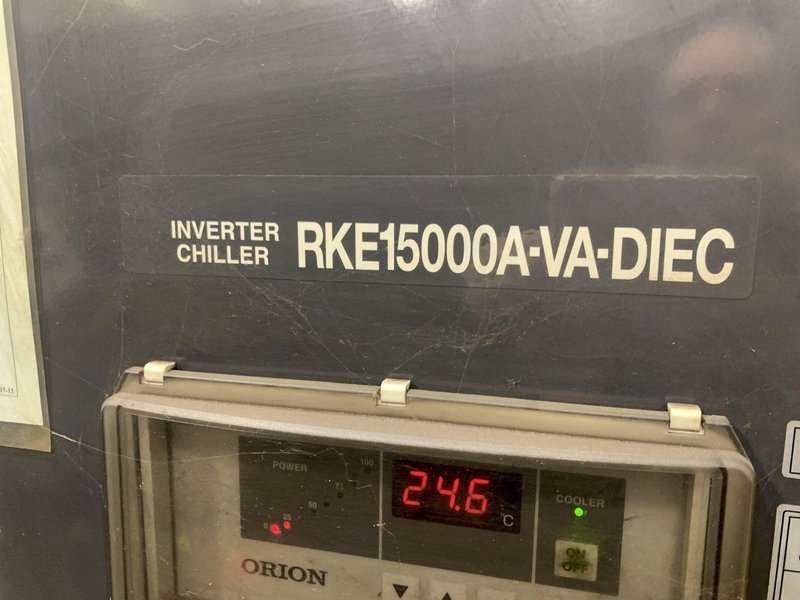 INVERTER
CHILLER
RKE15000A-VA-DIEC
POWER
100
75
50
25
0
24.6
°C
COOLER
ON
OFF
ORION